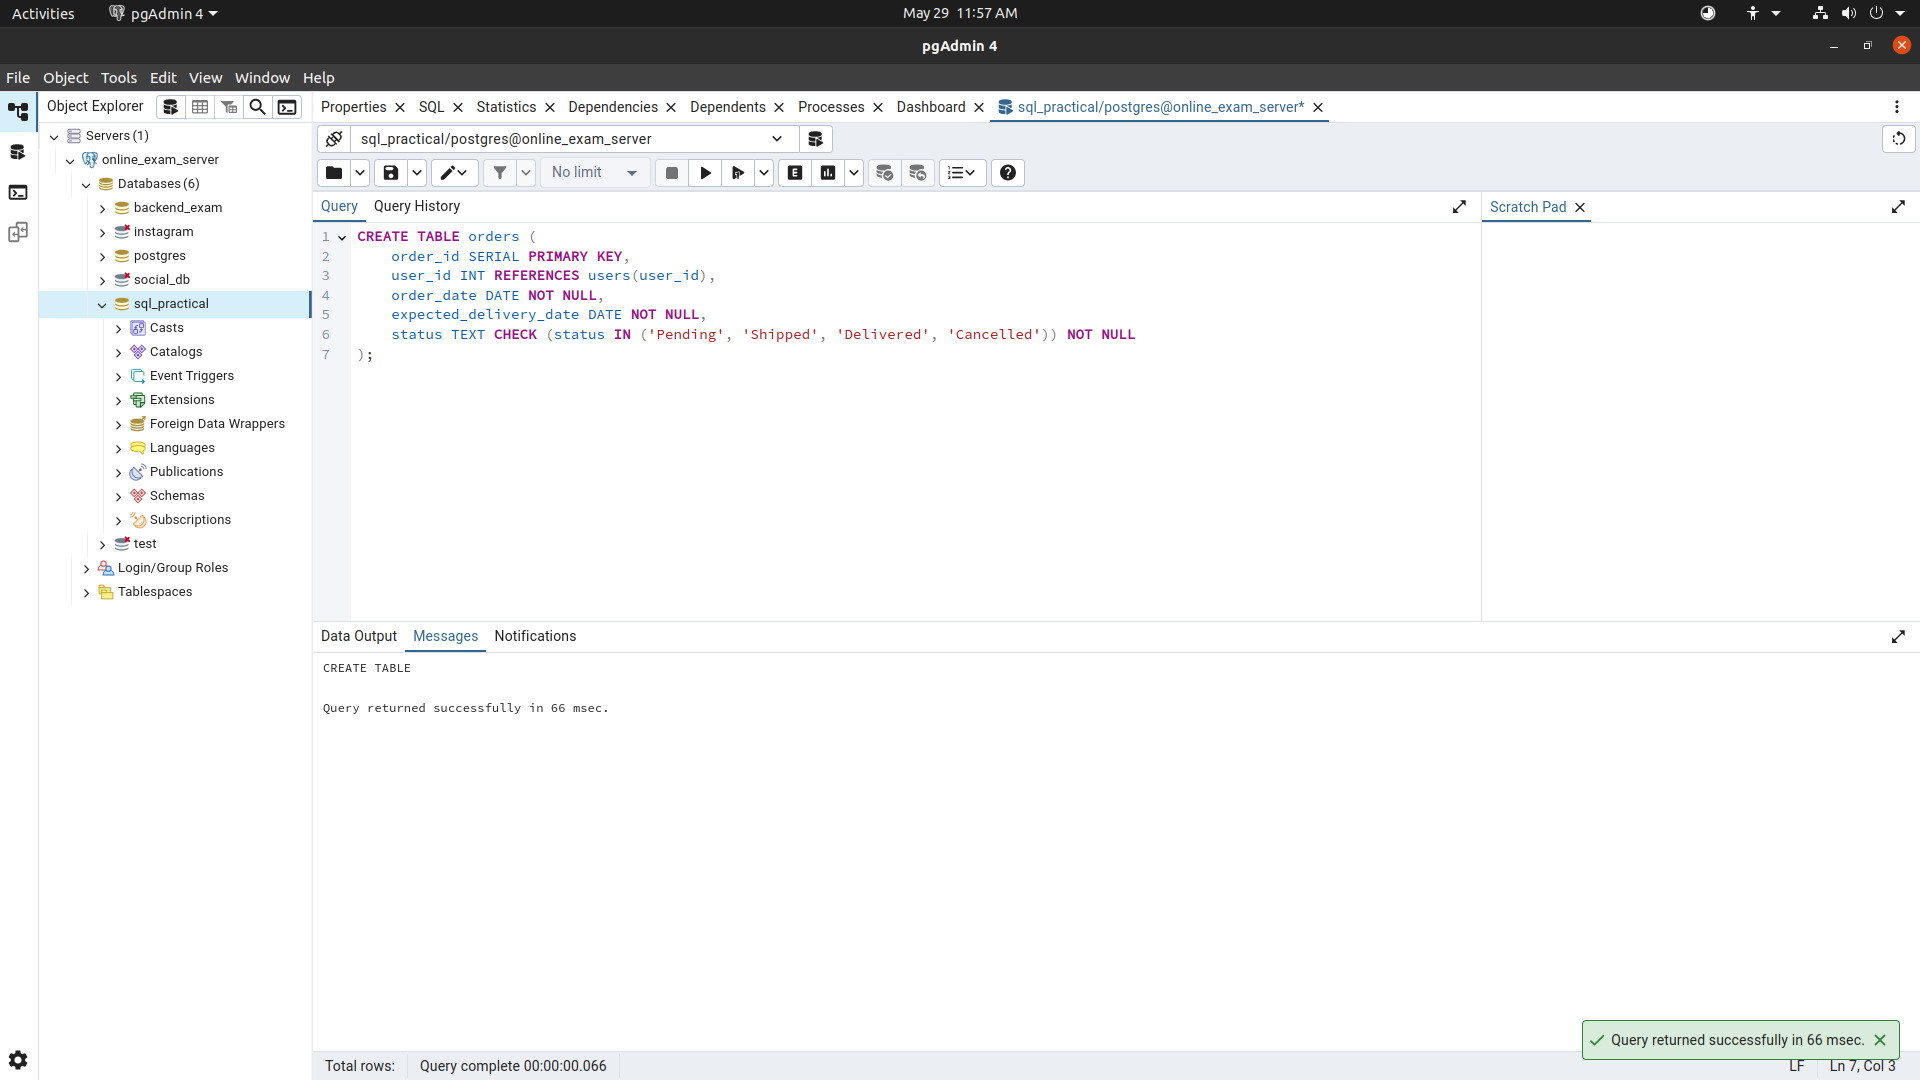 Activities
pgAdmin 4
May 29 11:57 AM
pgAdmin 4
File Object Tools Edit View Window Help
Object Explorer
Properties SQL Statistics Dependencies Dependents Processes Dashboard sql_practical/postgres@online_exam_server*
Servers (1)
online_exam_server
Databases (6)
backend_exam
instagram
postgres
social_db
sql_practical
Casts
Catalogs
Event Triggers
Extensions
Foreign Data Wrappers
Languages
Publications
Schemas
Subscriptions
test
Login/Group Roles
Tablespaces
sql_practical/postgres@online_exam_server
No limit
E
Query Query History
Scratch Pad
1 CREATE TABLE orders (
2 order_id SERIAL PRIMARY KEY,
3 user_id INT REFERENCES users(user_id),
4 order_date DATE NOT NULL,
5 expected_delivery_date DATE NOT NULL,
6 status TEXT CHECK (status IN ('Pending', 'Shipped', 'Delivered', 'Cancelled')) NOT NULL
7 );
Data Output Messages Notifications
CREATE TABLE
Query returned successfully in 66 msec.
Query returned successfully in 66 msec.
Total rows: Query complete 00:00:00.066
LF Ln 7, Col 3